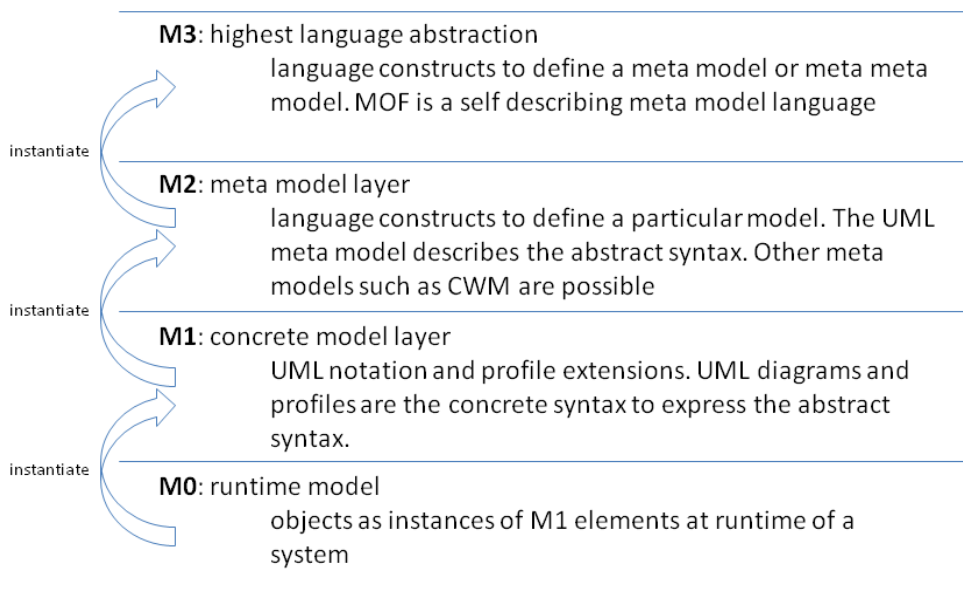 M3: highest language abstraction
language constructs to define a meta model or meta meta
model. MOF is a self describing meta model language
instantiate
M2: meta model layer
language constructs to define a particular model. The UML
meta model describes the abstract syntax. Other meta
models such as CWM are possible
instantiate
M1: concrete model layer
UML notation and profile extensions. UML diagrams and
profiles are the concrete syntax to express the abstract
syntax.
instantiate
M0: runtime model
objects as instances of M1 elements at runtime of a
system